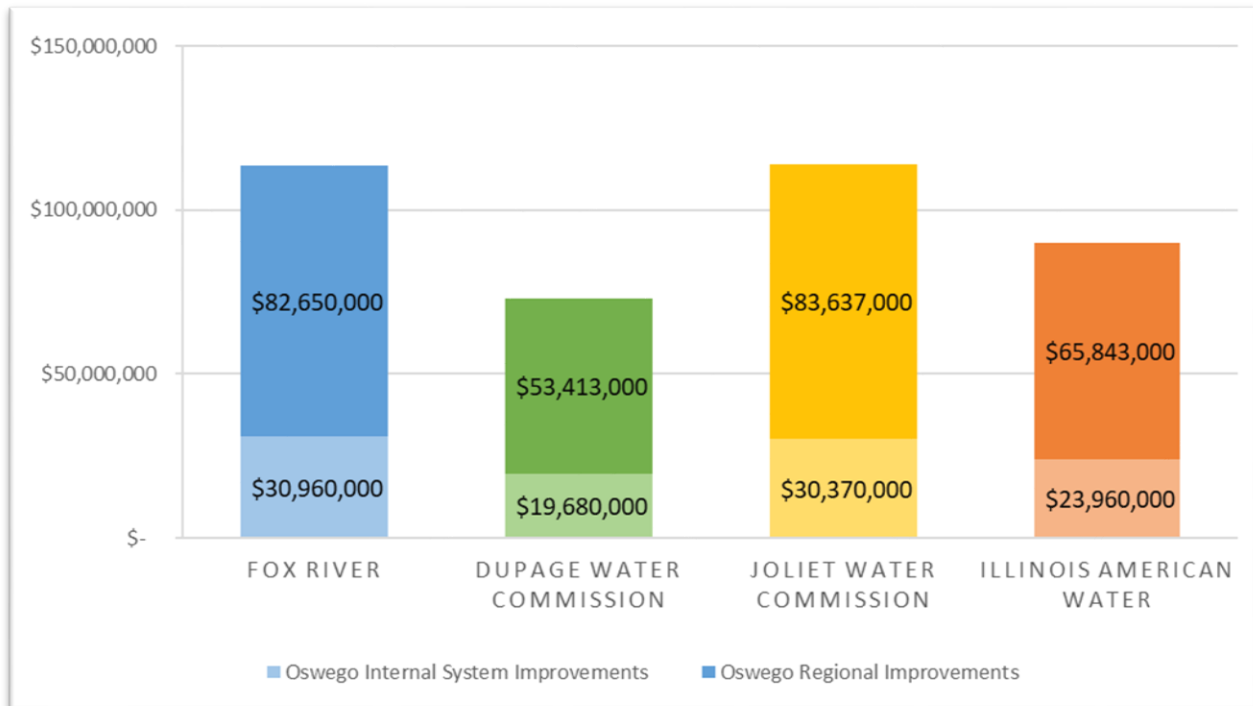 $150,000,000
$100,000,000
$50,000,000
$-
$82,650,000
$30,960,000
$53,413,000
$19,680,000
$83,637,000
$30,370,000
$65,843,000
$23,960,000
FOX RIVER
DUPAGE WATER
COMMISSION
JOLIET WATER
COMMISSION
ILLINOIS AMERICAN
WATER
Oswego Internal System Improvements
Oswego Regional Improvements